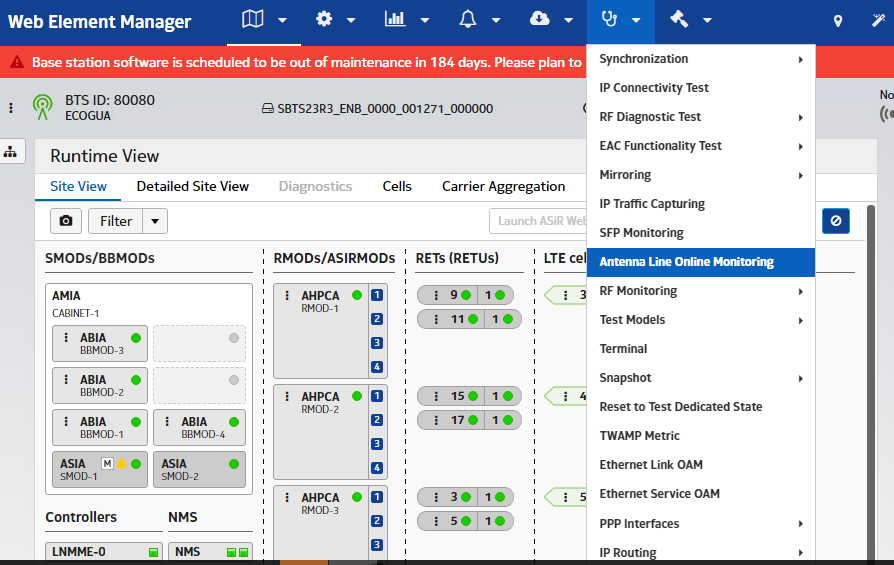 Web Element Manager
Base station software is scheduled to be out of maintenance in 184 days. Please plan to
BTS ID: 80080
ECOGUA
SBTS23R3_ENB_0000_001271_000000
No
Runtime View
Site View
Detailed Site View
Diagnostics
Cells
Carrier Aggregation
Filter
Launch ASiR Web
SMODs/BBMODs
AMIA
CABINET-1
ABIA
BBMOD-3
ABIA
BBMOD-2
ABIA
BBMOD-1
ABIA
BBMOD-4
ASIA
M
SMOD-1
ASIA
SMOD-2
Controllers
NMS
LNMME-0
NMS
RMODs/ASIRMODs
AHPCA
RMOD-1
1
2
3
4
AHPCA
RMOD-2
1
2
3
4
AHPCA
RMOD-3
1
2
3
RETs (RETUs)
9 1
11 1
15 1
17 1
3 1
5 1
LTE cel
3
4
5
Synchronization
IP Connectivity Test
RF Diagnostic Test
EAC Functionality Test
Mirroring
IP Traffic Capturing
SFP Monitoring
Antenna Line Online Monitoring
RF Monitoring
Test Models
Terminal
Snapshot
Reset to Test Dedicated State
TWAMP Metric
Ethernet Link OAM
Ethernet Service OAM
PPP Interfaces
IP Routing